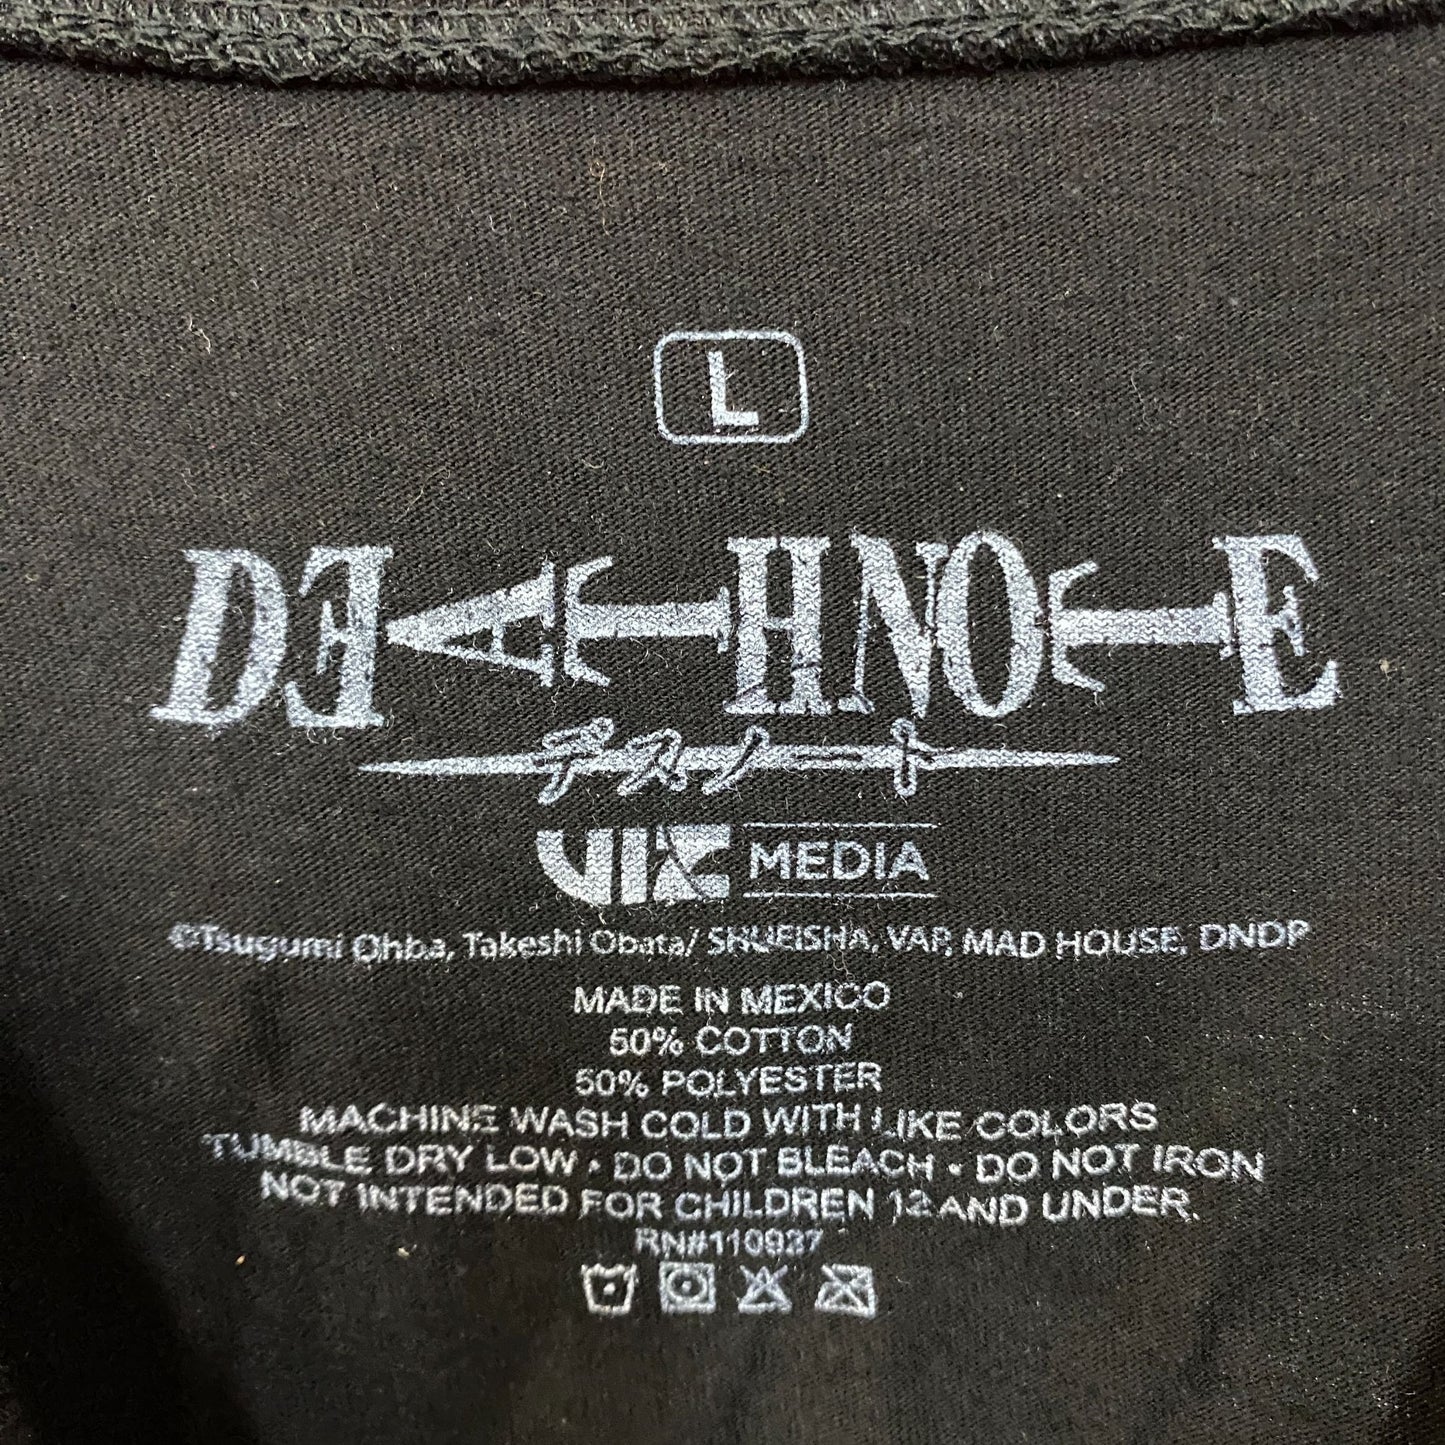 L
DEATH NOTE
デスノート
VIZ MEDIA
©Tsugumi Ohba, Takeshi Obata/ SHUEISHA, VAP, MAD HOUSE, DNDP
MADE IN MEXICO
50% COTTON
50% POLYESTER
MACHINE WASH COLD WITH LIKE COLORS
TUMBLE DRY LOW • DO NOT BLEACH • DO NOT IRON
NOT INTENDED FOR CHILDREN 12 AND UNDER.
RN#110937